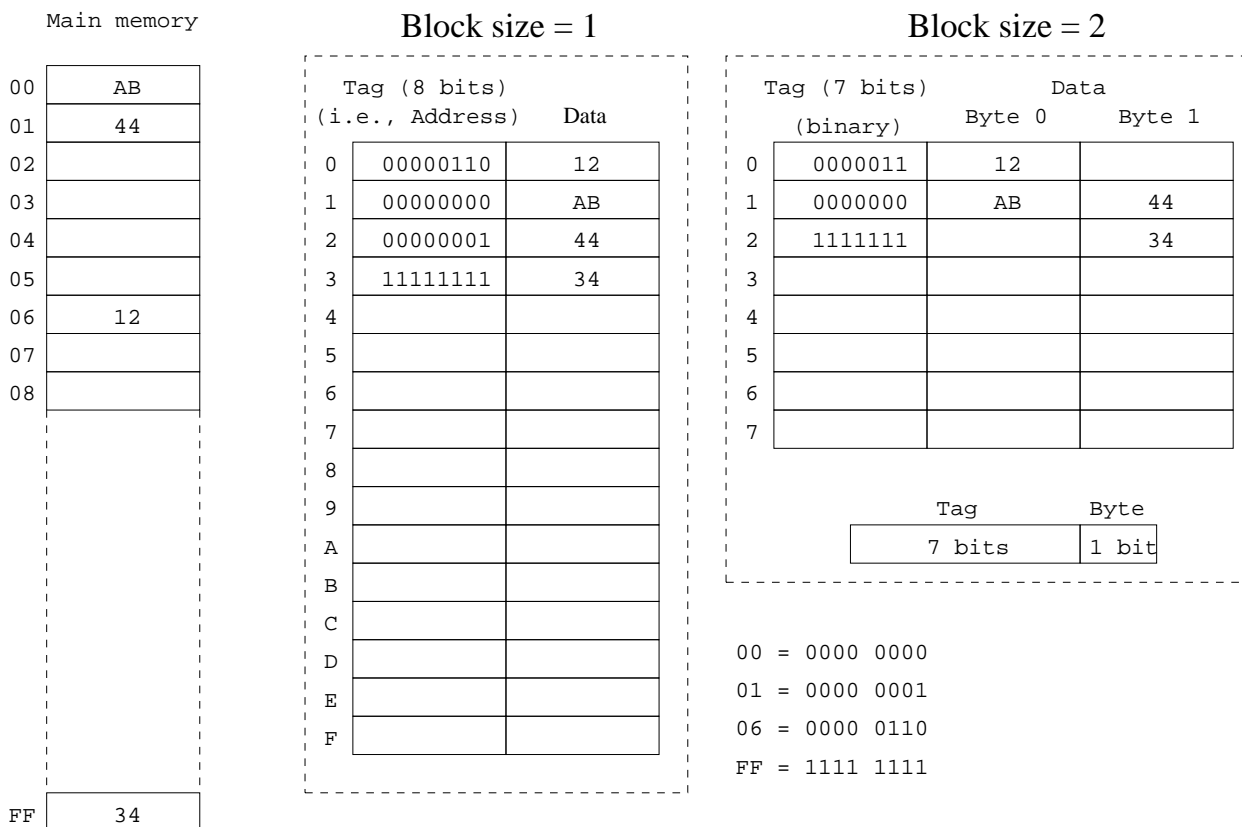 Main memory
00 AB
01 44
02
03
04
05
06 12
07
08
FF 34
Block size = 1
Tag (8 bits)
(i.e., Address) Data
0 00000110 12
1 00000000 AB
2 00000001 44
3 11111111 34
4
5
6
7
8
9
A
B
C
D
E
F
Block size = 2
Tag (7 bits) Data
(binary) Byte 0 Byte 1
0 0000011 12
1 0000000 AB 44
2 1111111 34
3
4
5
6
7
Tag Byte
7 bits 1 bit
00 = 0000 0000
01 = 0000 0001
06 = 0000 0110
FF = 1111 1111